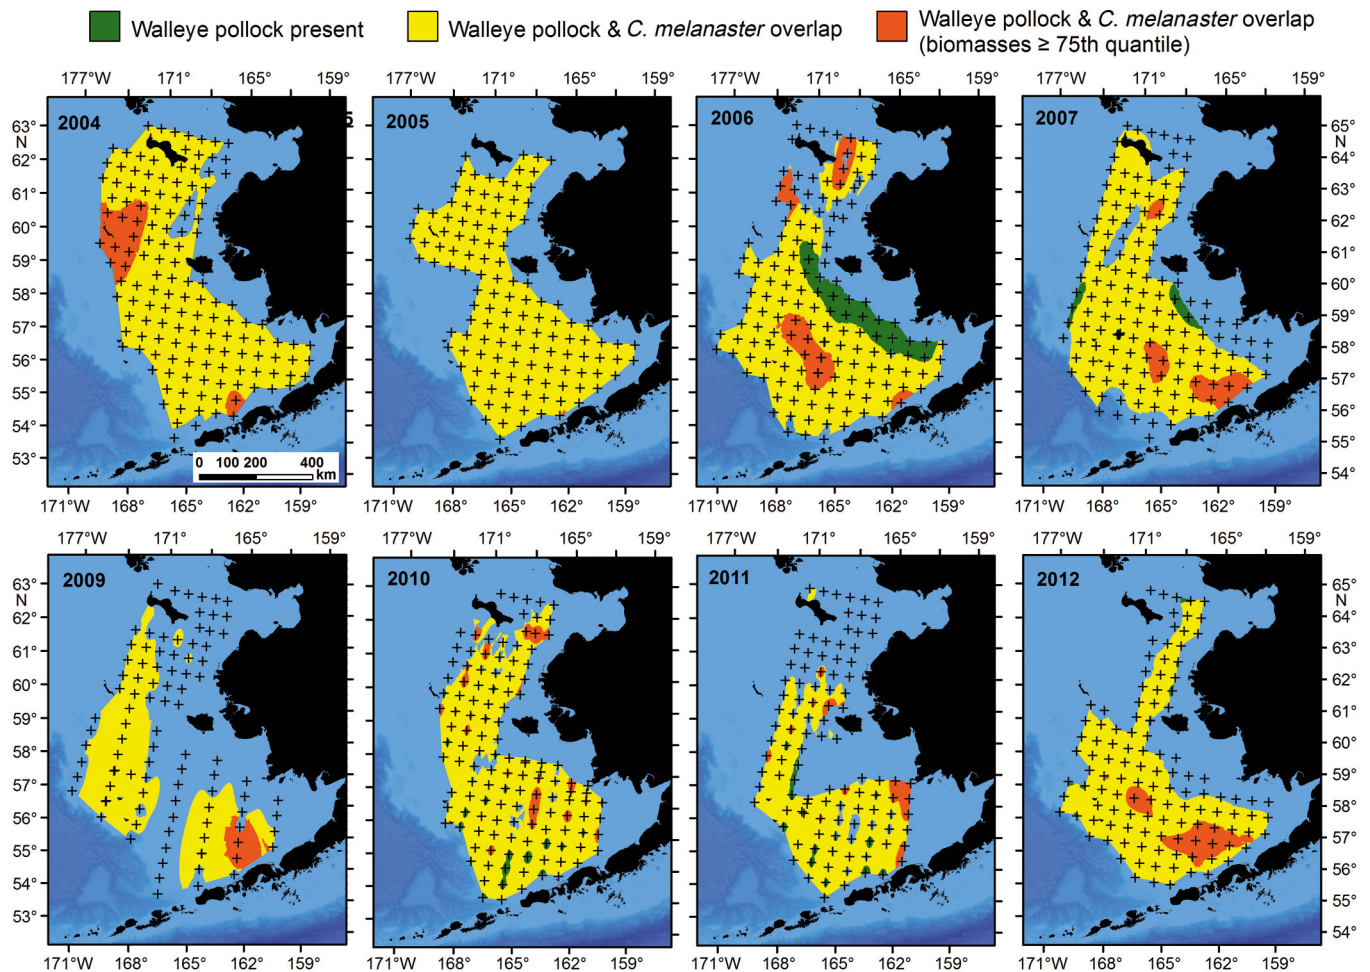 Walleye pollock present
Walleye pollock & C. melanaster overlap
Walleye pollock & C. melanaster overlap
(biomasses ≥ 75th quantile)
177°W 171° 165° 159°
177°W 171° 165° 159°
177°W 171° 165° 159°
177°W 171° 165° 159°
2004
5
2005
2006
2007
63°
N
62°
61°
60°
59°
58°
57°
56°
55°
54°
53°
65°
N
64°
63°
62°
61°
60°
59°
58°
57°
56°
55°
54°
0 100 200 400
km
171°W 168° 165° 162° 159°
171°W 168° 165° 162° 159°
171°W 168° 165° 162° 159°
171°W 168° 165° 162° 159°
177°W 171° 165° 159°
177°W 171° 165° 159°
177°W 171° 165° 159°
177°W 171° 165° 159°
2009
2010
2011
2012
63°
N
62°
61°
60°
59°
58°
57°
56°
55°
54°
53°
65°
N
64°
63°
62°
61°
60°
59°
58°
57°
56°
55°
54°
171°W 168° 165° 162° 159°
171°W 168° 165° 162° 159°
171°W 168° 165° 162° 159°
171°W 168° 165° 162° 159°